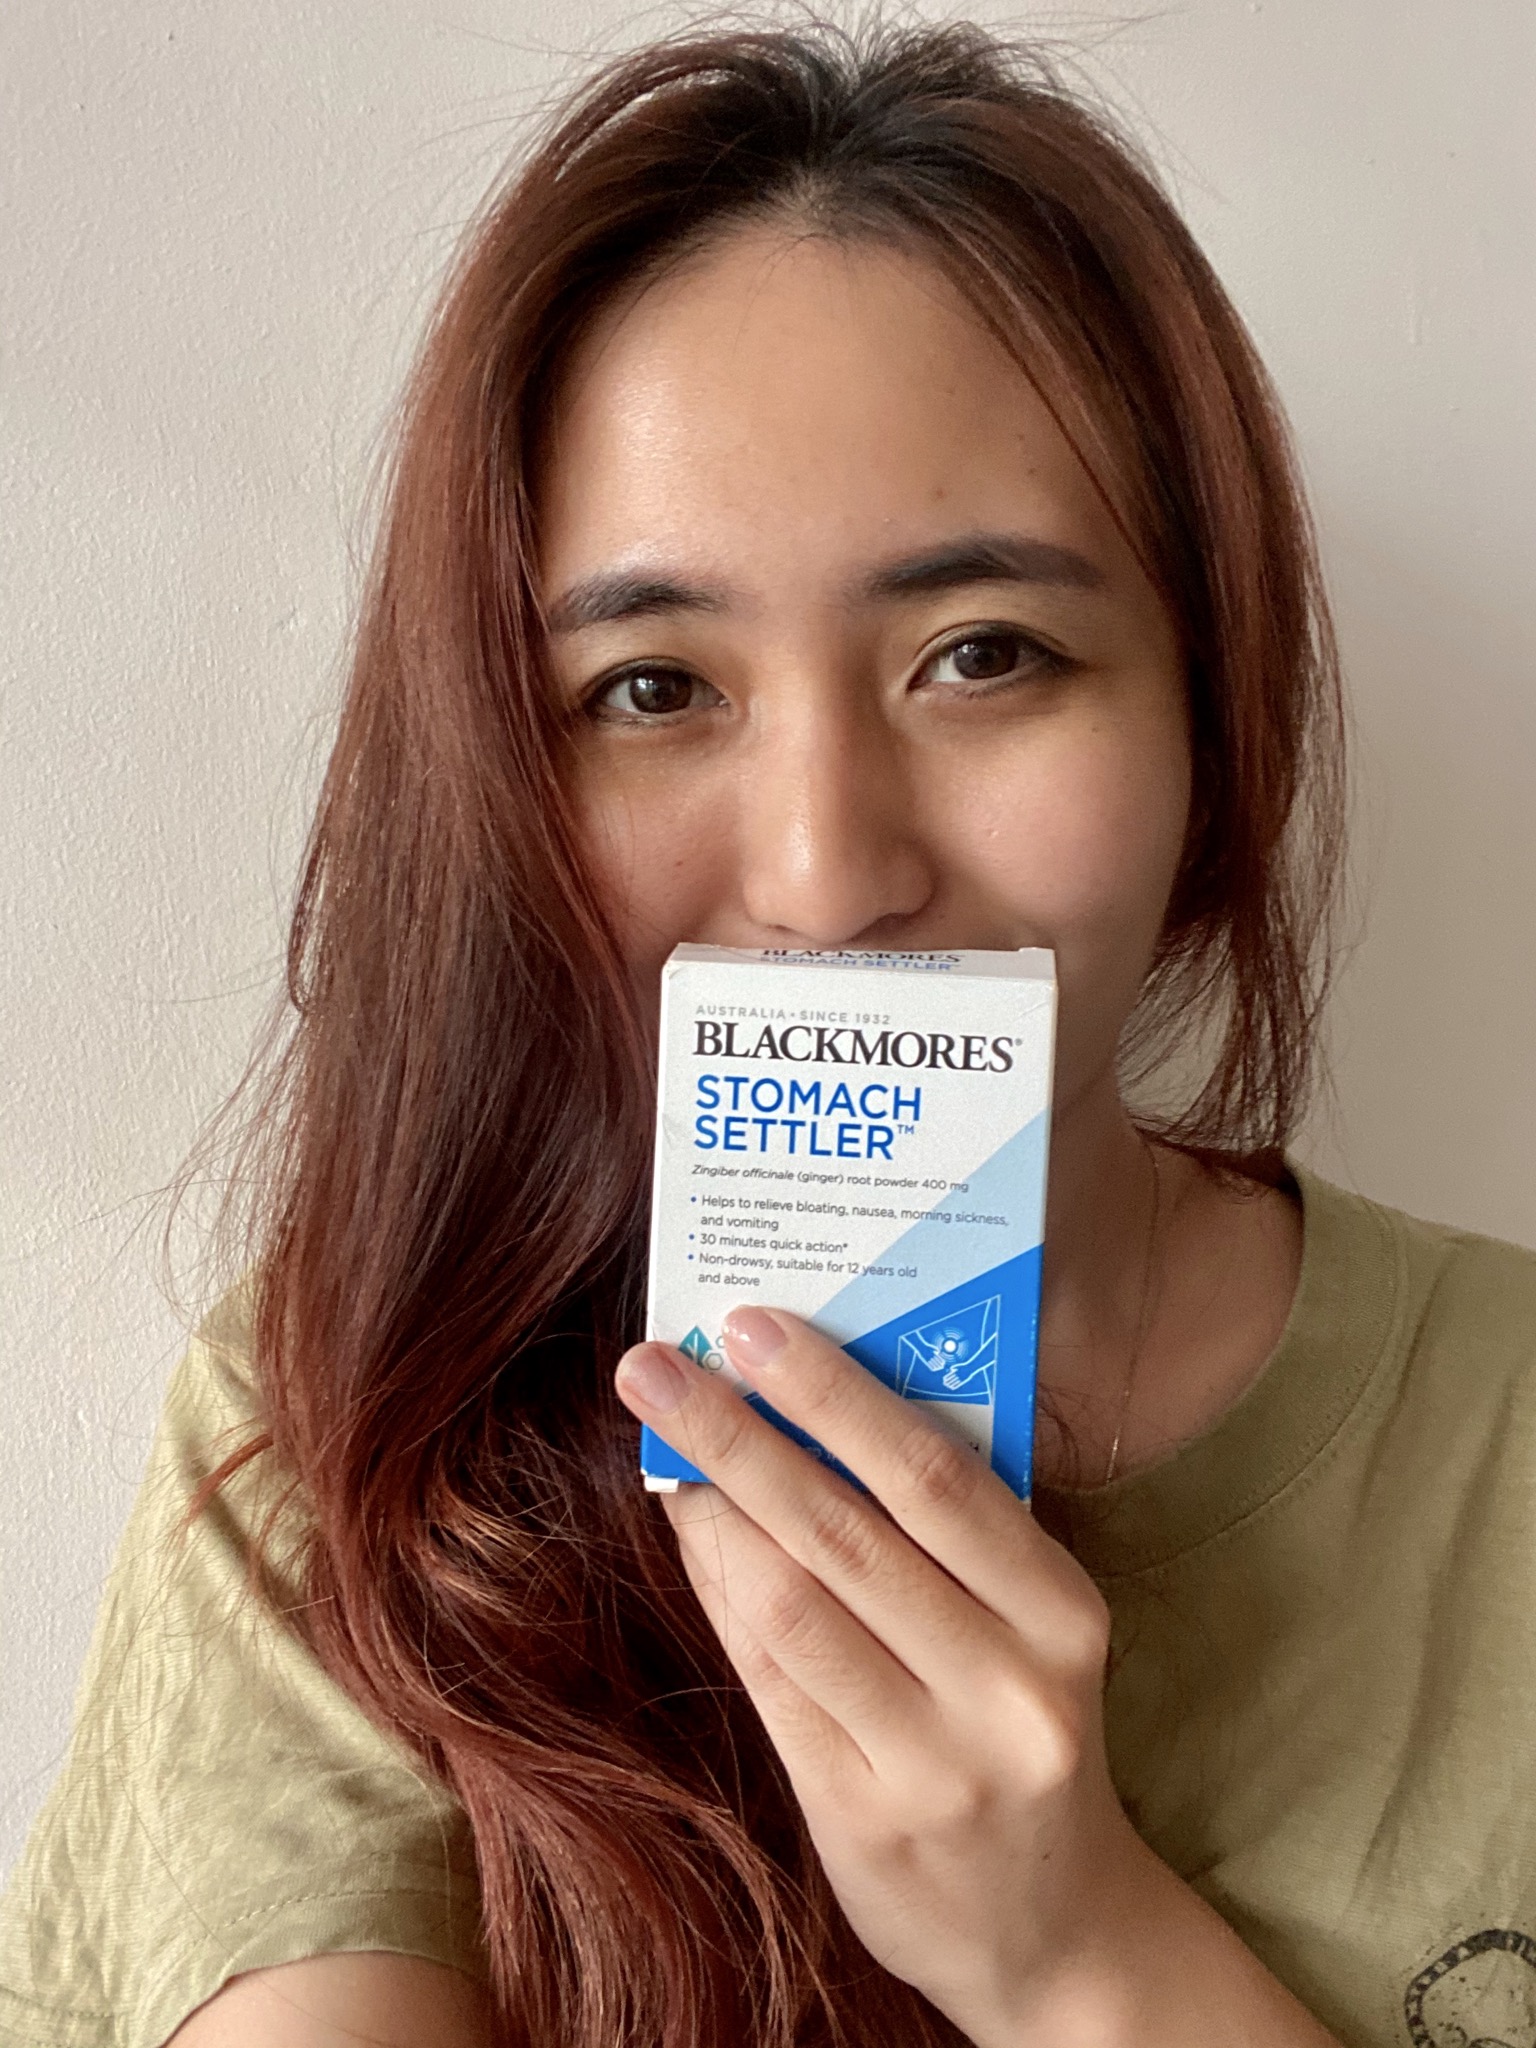 BLACKMORES
STOMACH SETTLER™
AUSTRALIA • SINCE 1932
BLACKMORES®
STOMACH
SETTLER™
Zingiber officinale (ginger) root powder 400 mg
• Helps to relieve bloating, nausea, morning sickness,
and vomiting
• 30 minutes quick action*
• Non-drowsy, suitable for 12 years old
and above